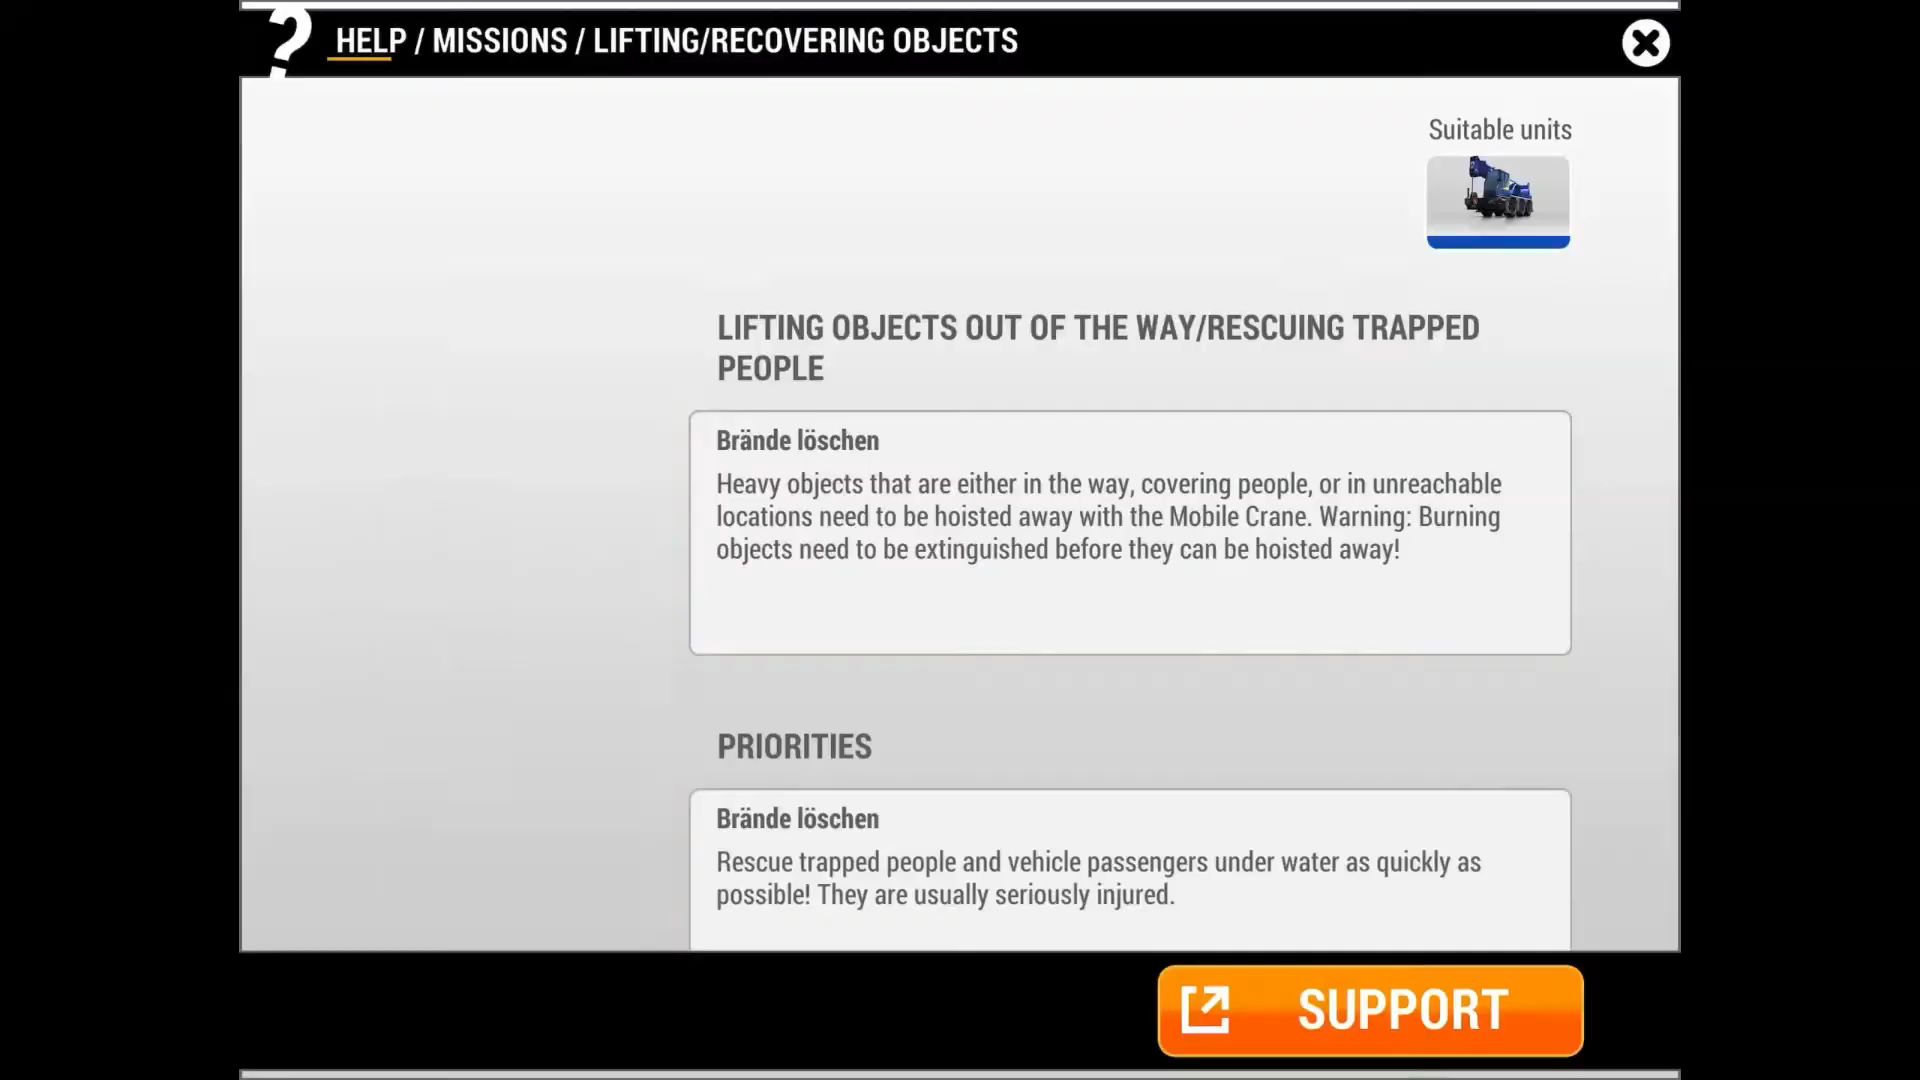 HELP / MISSIONS / LIFTING/RECOVERING OBJECTS
Suitable units
LIFTING OBJECTS OUT OF THE WAY/RESCUING TRAPPED
PEOPLE
Brände löschen
Heavy objects that are either in the way, covering people, or in unreachable
locations need to be hoisted away with the Mobile Crane. Warning: Burning
objects need to be extinguished before they can be hoisted away!
PRIORITIES
Brände löschen
Rescue trapped people and vehicle passengers under water as quickly as
possible! They are usually seriously injured.
SUPPORT